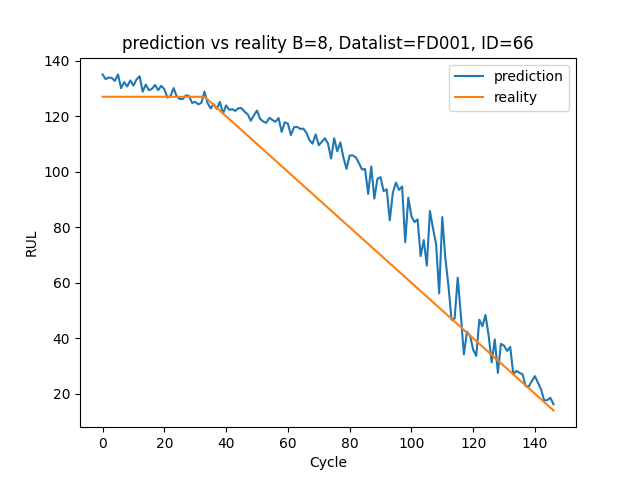 prediction vs reality B=8, Datalist=FD001, ID=66
prediction
reality
RUL
140
120
100
80
60
40
20
0 20 40 60 80 100 120 140
Cycle